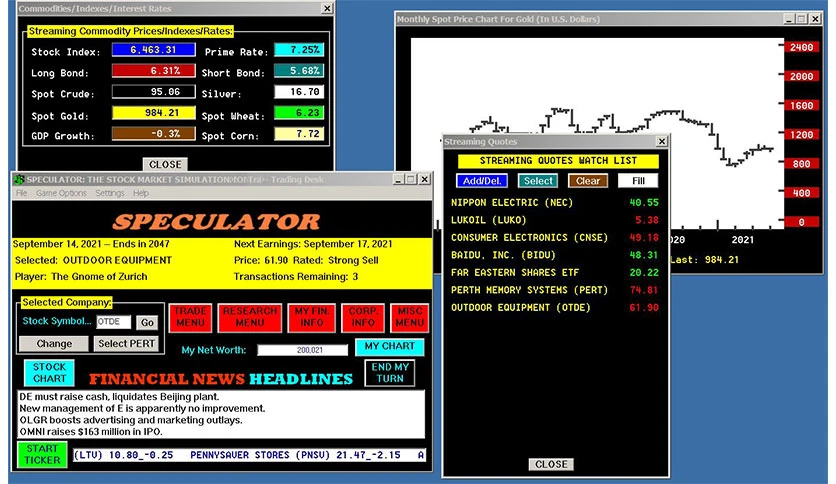 Commodities/Indexes/Interest Rates
Streaming Commodity Prices/Indexes/Rates:
Stock Index: 6,463.31 Prime Rate: 7.25%
Long Bond: 6.31% Short Bond: 5.68%
Spot Crude: 95.06 Silver: 16.70
Spot Gold: 984.21 Spot Wheat: 6.23
GDP Growth: -0.3% Spot Corn: 7.72
CLOSE
Monthly Spot Price Chart For Gold (In U.S. Dollars)
2400
2000
1600
1200
800
400
0
2020 2021
Last: 984.21
Streaming Quotes
STREAMING QUOTES WATCH LIST
Add/Del. Select Clear Fill
NIPPON ELECTRIC (NEC) 40.55
LUKOIL (LUKO) 5.38
CONSUMER ELECTRONICS (CNSE) 49.18
BAIDU, INC. (BIDU) 48.31
FAR EASTERN SHARES ETF 20.22
PERTH MEMORY SYSTEMS (PERT) 74.81
OUTDOOR EQUIPMENT (OTDE) 61.90
CLOSE
SPECULATOR: THE STOCK MARKET SIMULATION - Trading Desk
File Game Options Settings Help
SPECULATOR
September 14, 2021 – Ends in 2047 Next Earnings: September 17, 2021
Selected: OUTDOOR EQUIPMENT Price: 61.90 Rated: Strong Sell
Player: The Gnome of Zurich Transactions Remaining: 3
Selected Company:
Stock Symbol... OTDE Go
Change Select PERT
TRADE MENU
RESEARCH MENU
MY FIN. INFO
CORP. INFO
MISC MENU
My Net Worth: 200,021 MY CHART
STOCK CHART
FINANCIAL NEWS HEADLINES
END MY TURN
DE must raise cash, liquidates Beijing plant.
New management of E is apparently no improvement.
OLGR boosts advertising and marketing outlays.
OMNI raises $163 million in IPO.
START TICKER
(LTV) 10.80_-0.25 PENNYSAVER STORES (PNSV) 21.47_-2.15 A